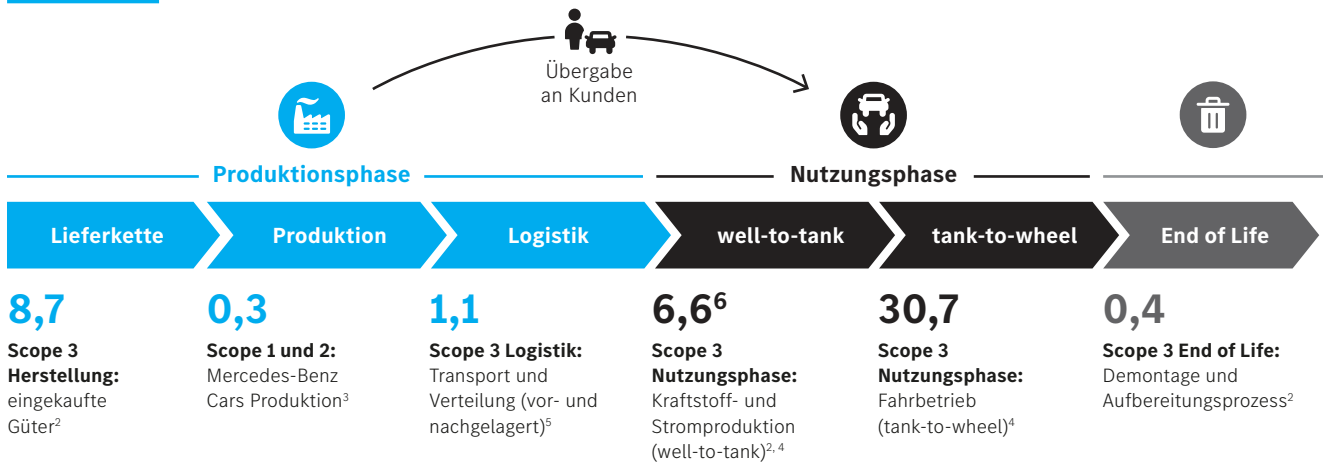 Übergabe
an Kunden
Produktionsphase
Nutzungsphase
Lieferkette
Produktion
Logistik
well-to-tank
tank-to-wheel
End of Life
8,7
Scope 3
Herstellung:
eingekaufte
Güter²
0,3
Scope 1 und 2:
Mercedes-Benz
Cars Produktion³
1,1
Scope 3 Logistik:
Transport und
Verteilung (vor- und
nachgelagert)⁵
6,6⁶
Scope 3
Nutzungsphase:
Kraftstoff- und
Stromproduktion
(well-to-tank)²,⁴
30,7
Scope 3
Nutzungsphase:
Fahrbetrieb
(tank-to-wheel)⁴
0,4
Scope 3 End of Life:
Demontage und
Aufbereitungsprozess²